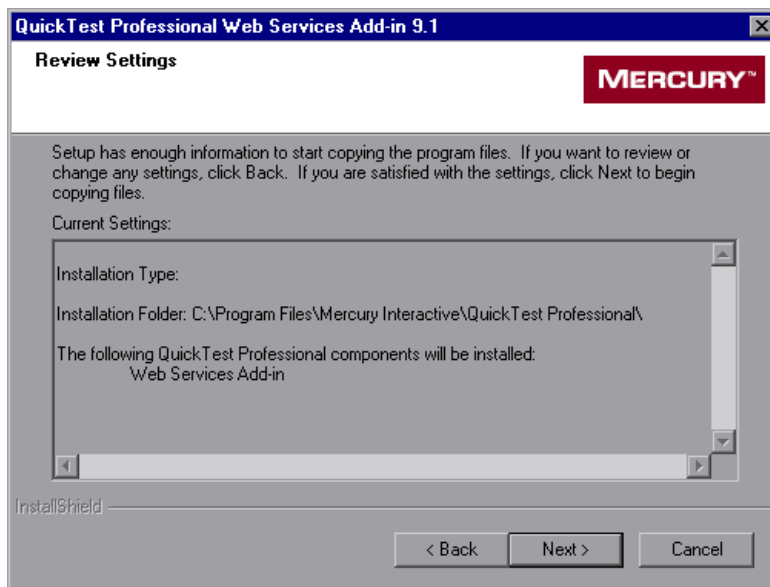 QuickTest Professional Web Services Add-in 9.1
Review Settings
MERCURY™
Setup has enough information to start copying the program files. If you want to review or
change any settings, click Back. If you are satisfied with the settings, click Next to begin
copying files.
Current Settings:
Installation Type:
Installation Folder: C:\Program Files\Mercury Interactive\QuickTest Professional\
The following QuickTest Professional components will be installed:
Web Services Add-in
InstallShield
< Back
Next >
Cancel